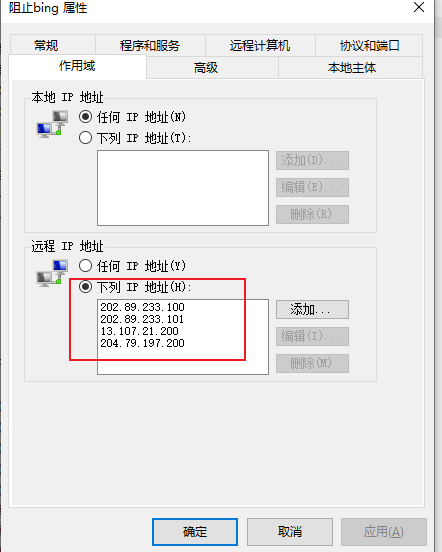 阻止bing 属性
常规
程序和服务
远程计算机
协议和端口
作用域
高级
本地主体
本地 IP 地址
任何 IP 地址(N)
下列 IP 地址(T):
添加(D)...
编辑(E)...
删除(R)
远程 IP 地址
任何 IP 地址(Y)
下列 IP 地址(H):
202.89.233.100
202.89.233.101
13.107.21.200
204.79.197.200
添加...
编辑(I)...
删除(M)
确定
取消
应用(A)